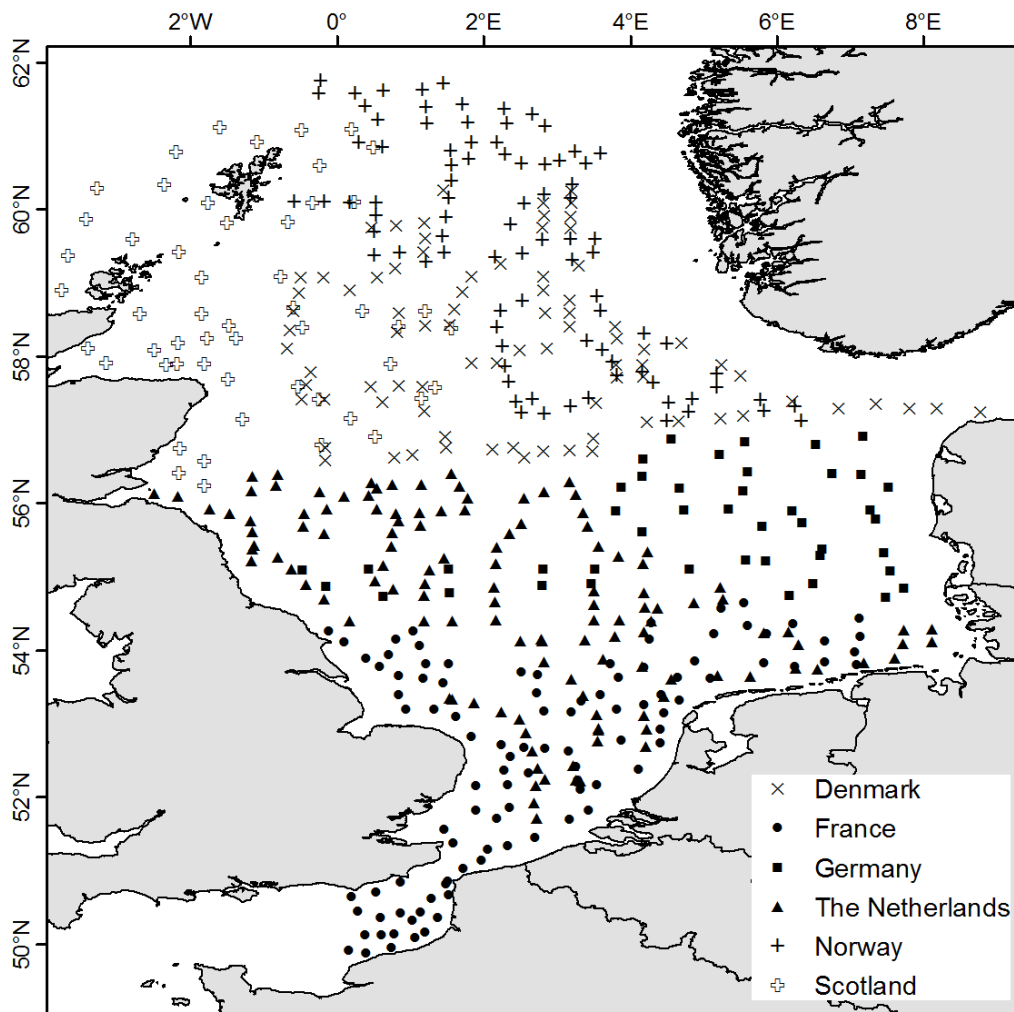 2°W 0° 2°E 4°E 6°E 8°E
62°N
60°N
58°N
56°N
54°N
52°N
50°N
Denmark
France
Germany
The Netherlands
Norway
Scotland